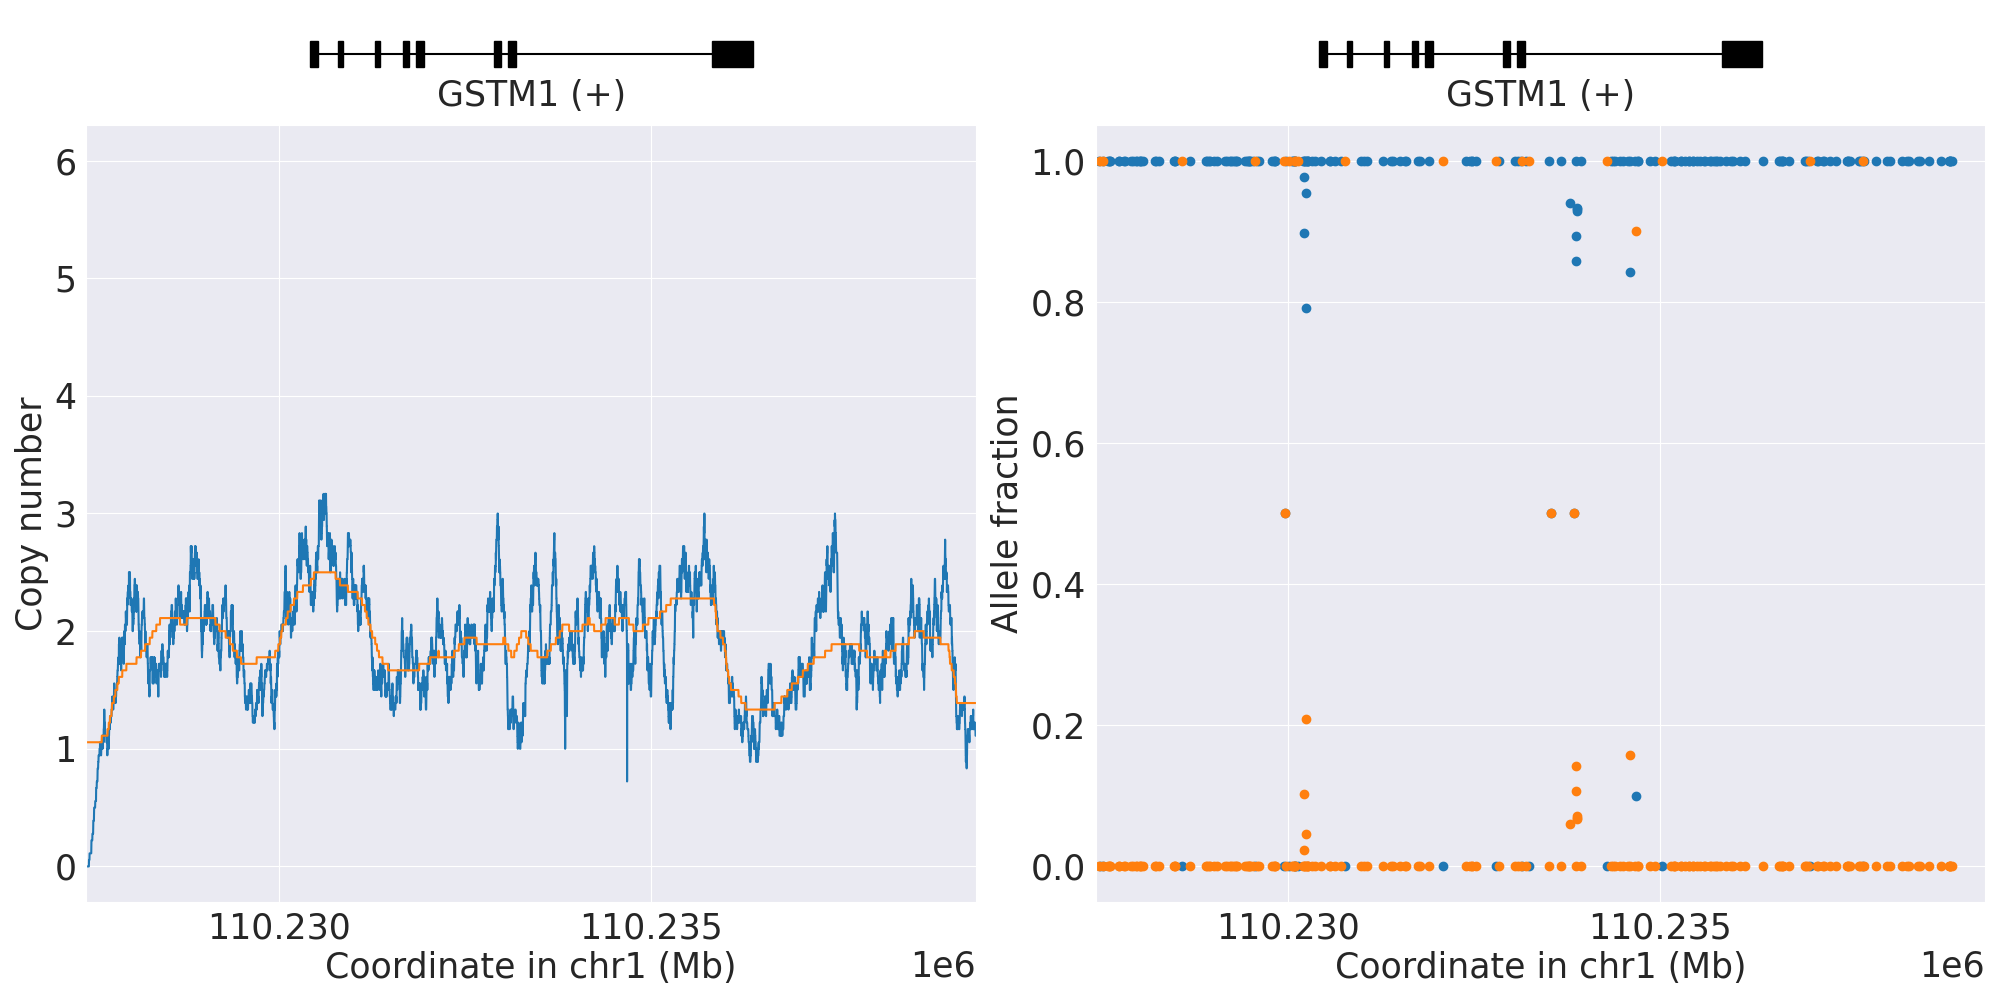 GSTM1 (+)
6
5
4
3
2
1
0
Copy number
110.230
110.235
Coordinate in chr1 (Mb)
1e6
GSTM1 (+)
1.0
0.8
0.6
0.4
0.2
0.0
Allele fraction
110.230
110.235
Coordinate in chr1 (Mb)
1e6